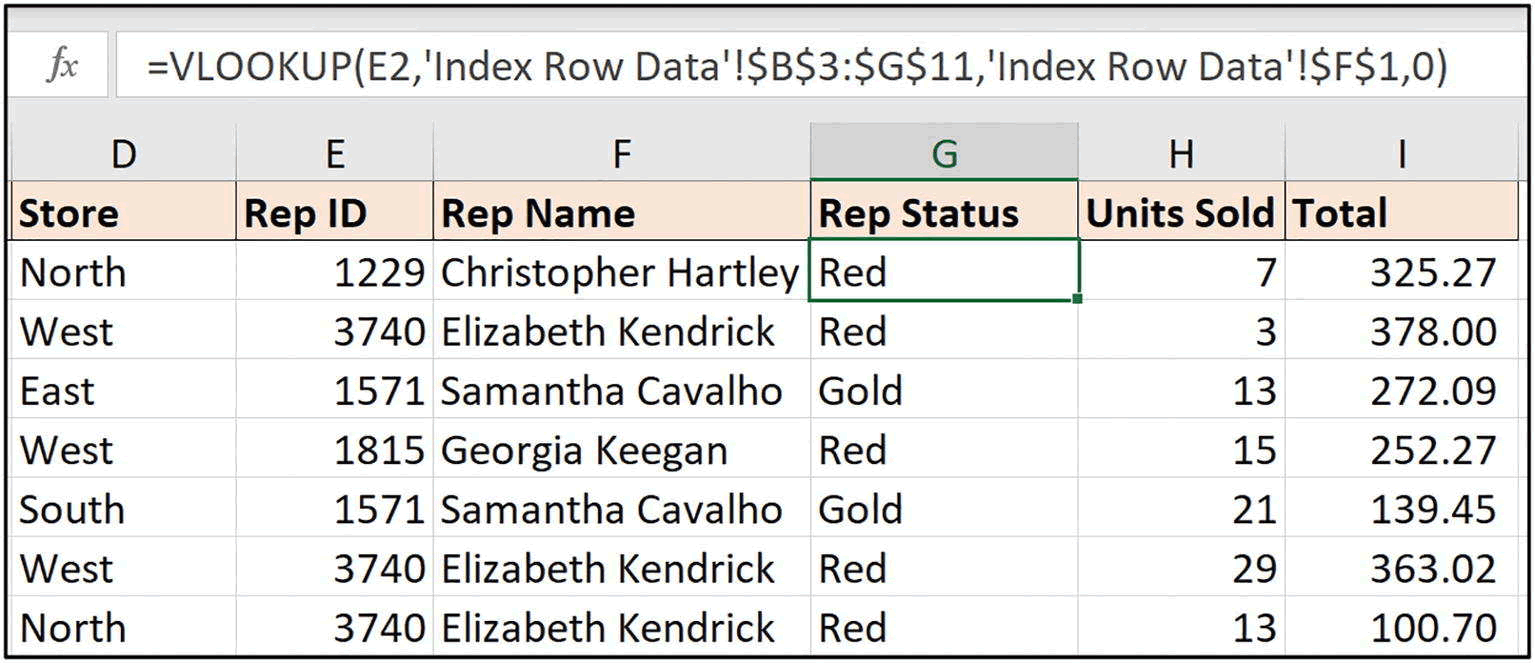 fx =VLOOKUP(E2,'Index Row Data'!$B$3:$G$11,'Index Row Data'!$F$1,0)
D E F G H I
Store Rep ID Rep Name Rep Status Units Sold Total
North 1229 Christopher Hartley Red 7 325.27
West 3740 Elizabeth Kendrick Red 3 378.00
East 1571 Samantha Cavalho Gold 13 272.09
West 1815 Georgia Keegan Red 15 252.27
South 1571 Samantha Cavalho Gold 21 139.45
West 3740 Elizabeth Kendrick Red 29 363.02
North 3740 Elizabeth Kendrick Red 13 100.70